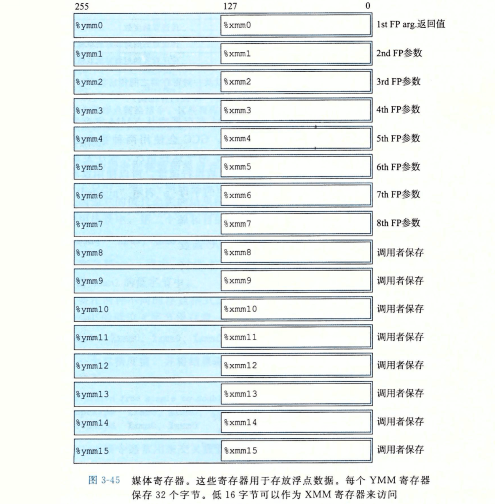 255 127 0
%ymm0 %xmm0 1st FP arg.返回值
%ymm1 %xmm1 2nd FP参数
%ymm2 %xmm2 3rd FP参数
%ymm3 %xmm3 4th FP参数
%ymm4 %xmm4 5th FP参数
%ymm5 %xmm5 6th FP参数
%ymm6 %xmm6 7th FP参数
%ymm7 %xmm7 8th FP参数
%ymm8 %xmm8 调用者保存
%ymm9 %xmm9 调用者保存
%ymm10 %xmm10 调用者保存
%ymm11 %xmm11 调用者保存
%ymm12 %xmm12 调用者保存
%ymm13 %xmm13 调用者保存
%ymm14 %xmm14 调用者保存
%ymm15 %xmm15 调用者保存
图 3-45 媒体寄存器。这些寄存器用于存放浮点数据。每个 YMM 寄存器
保存 32 个字节。低 16 字节可以作为 XMM 寄存器来访问